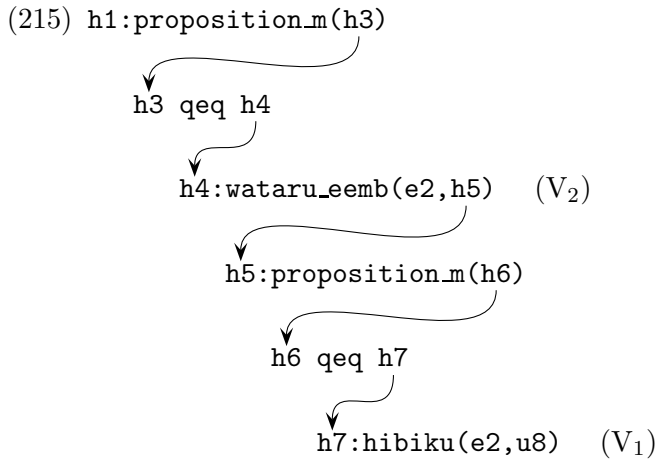 (215) h1:proposition_m(h3)
h3 qeq h4
h4:wataru_eemb(e2,h5) (V₂)
h5:proposition_m(h6)
h6 qeq h7
h7:hibiku(e2,u8) (V₁)